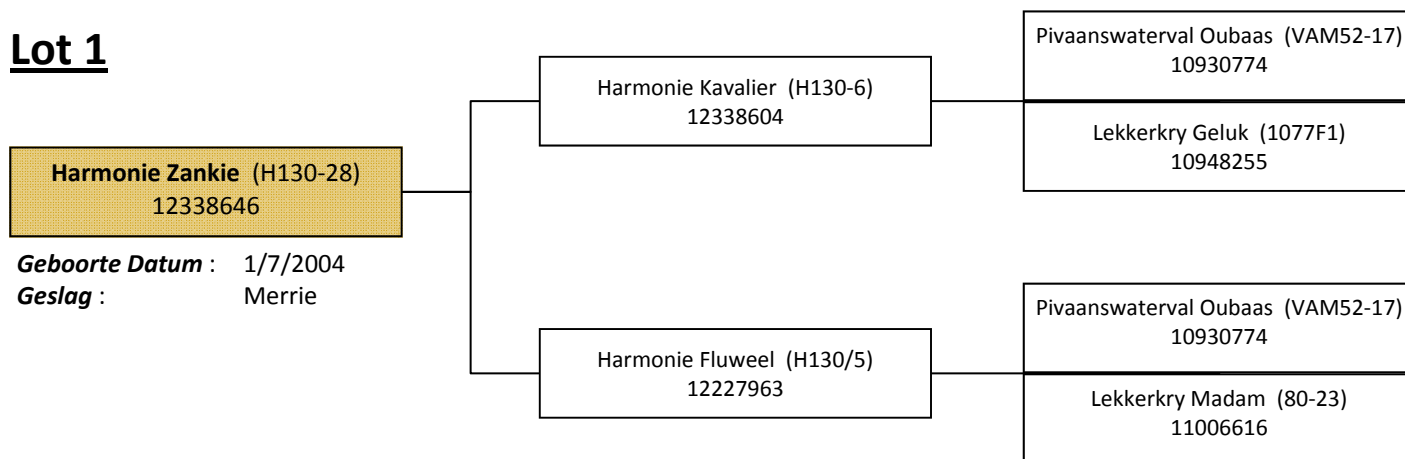 Lot 1
Harmonie Zankie (H130-28)
12338646
Geboorte Datum : 1/7/2004
Geslag : Merrie
Harmonie Kavalier (H130-6)
12338604
Harmonie Fluweel (H130/5)
12227963
Pivaanswaterval Oubaas (VAM52-17)
10930774
Lekkerkry Geluk (1077F1)
10948255
Pivaanswaterval Oubaas (VAM52-17)
10930774
Lekkerkry Madam (80-23)
11006616